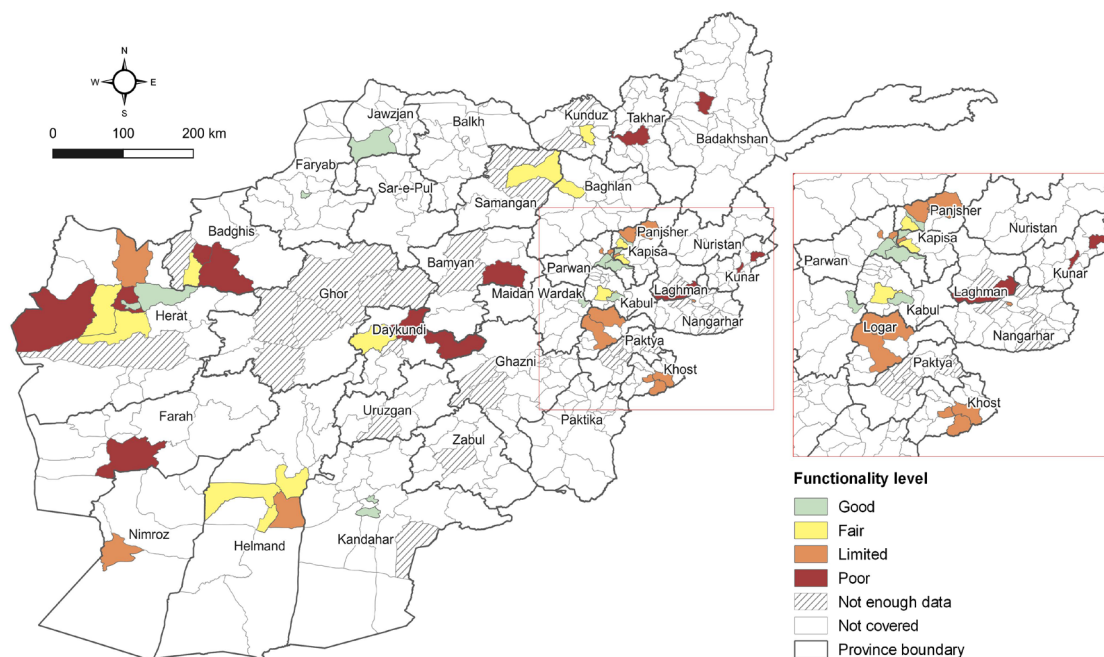 N
W E
S
0 100 200 km
Jawzjan
Balkh
Kunduz
Takhar
Badakhshan
Faryab
Sar-e-Pul
Samangan
Baghlan
Badghis
Panjsher
Nuristan
Kapisa
Bamyan
Parwan
Kunar
Ghor
Maidan Wardak
Laghman
Herat
Kabul
Daykundi
Nangarhar
Paktya
Ghazni
Khost
Farah
Uruzgan
Paktika
Zabul
Nimroz
Helmand
Kandahar
Panjsher
Nuristan
Kapisa
Parwan
Kunar
Laghman
Kabul
Logar
Nangarhar
Paktya
Khost
Functionality level
Good
Fair
Limited
Poor
Not enough data
Not covered
Province boundary